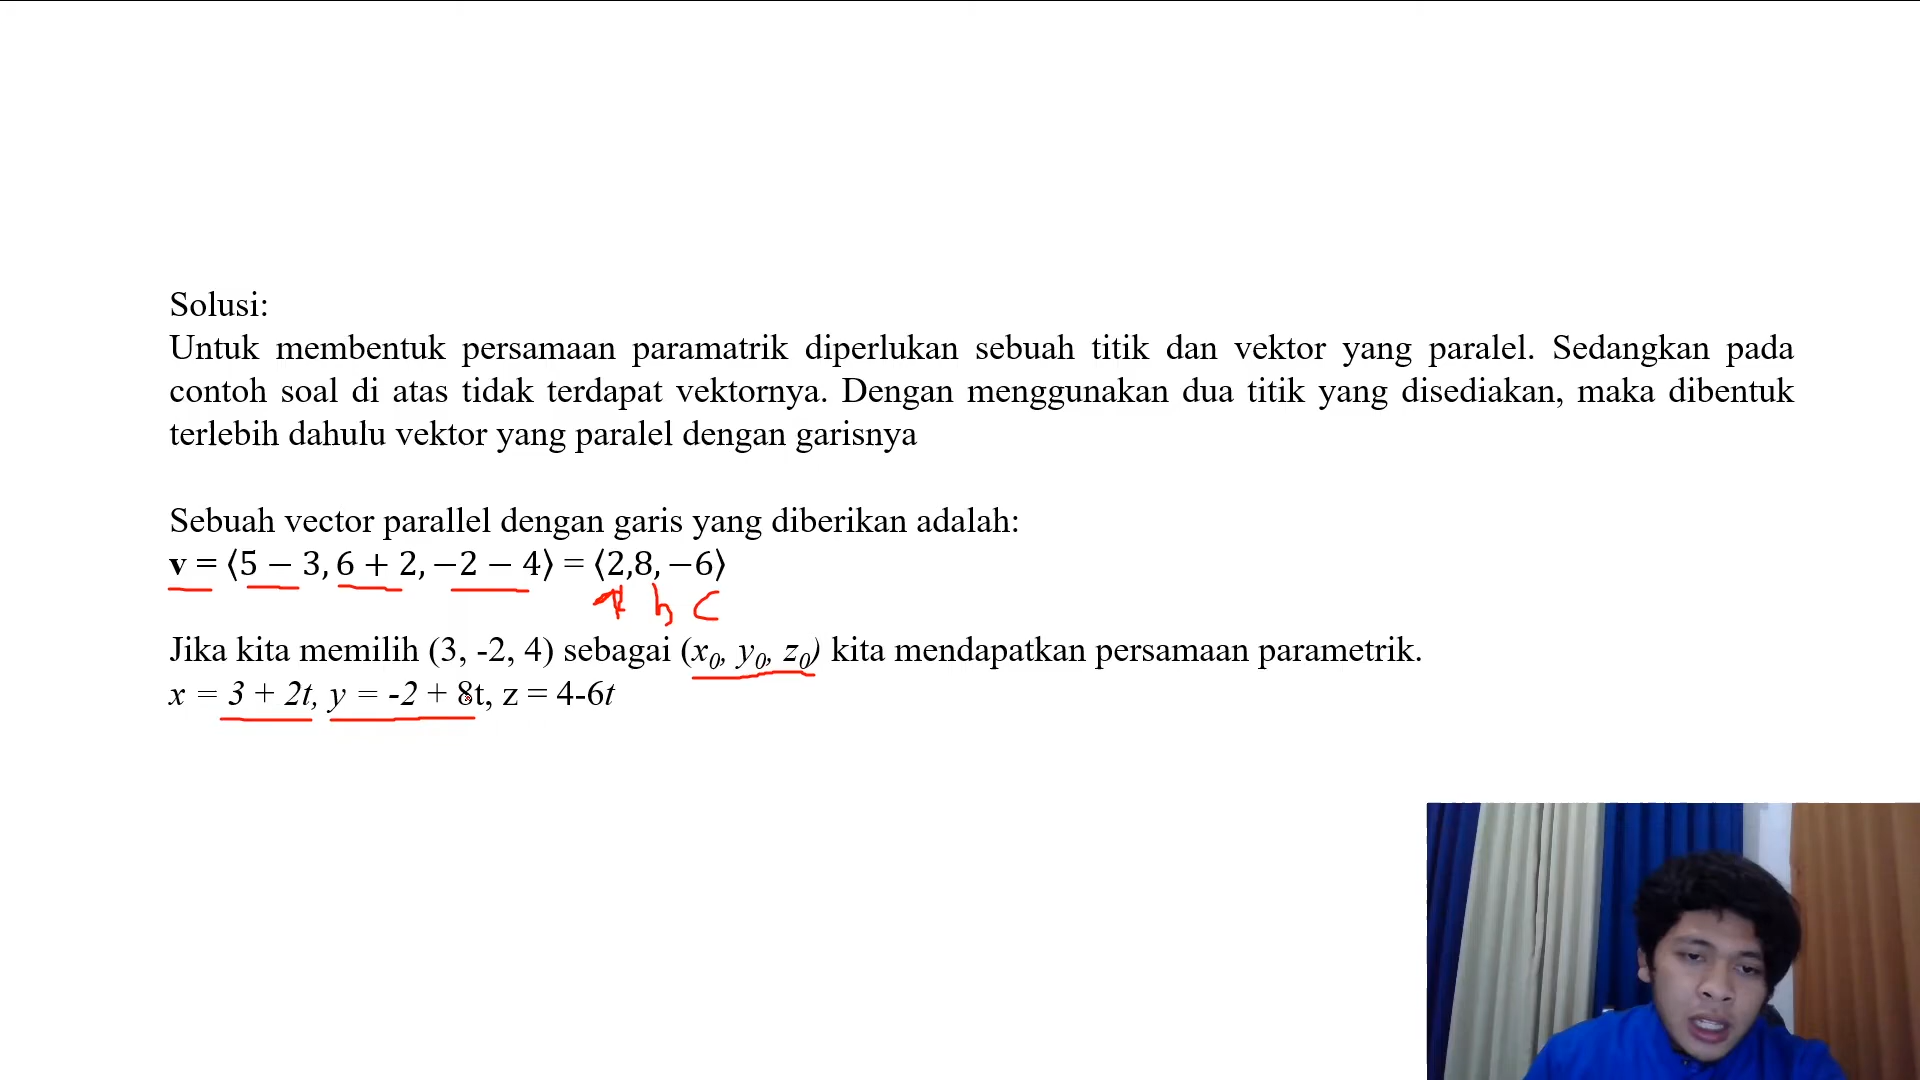 Solusi:
Untuk membentuk persamaan paramatrik diperlukan sebuah titik dan vektor yang paralel. Sedangkan pada
contoh soal di atas tidak terdapat vektornya. Dengan menggunakan dua titik yang disediakan, maka dibentuk
terlebih dahulu vektor yang paralel dengan garisnya
Sebuah vector parallel dengan garis yang diberikan adalah:
v = ⟨5 − 3, 6 + 2, −2 − 4⟩ = ⟨2,8, −6⟩
b c
Jika kita memilih (3, -2, 4) sebagai (x₀, y₀, z₀) kita mendapatkan persamaan parametrik.
x = 3 + 2t, y = -2 + 8t, z = 4-6t